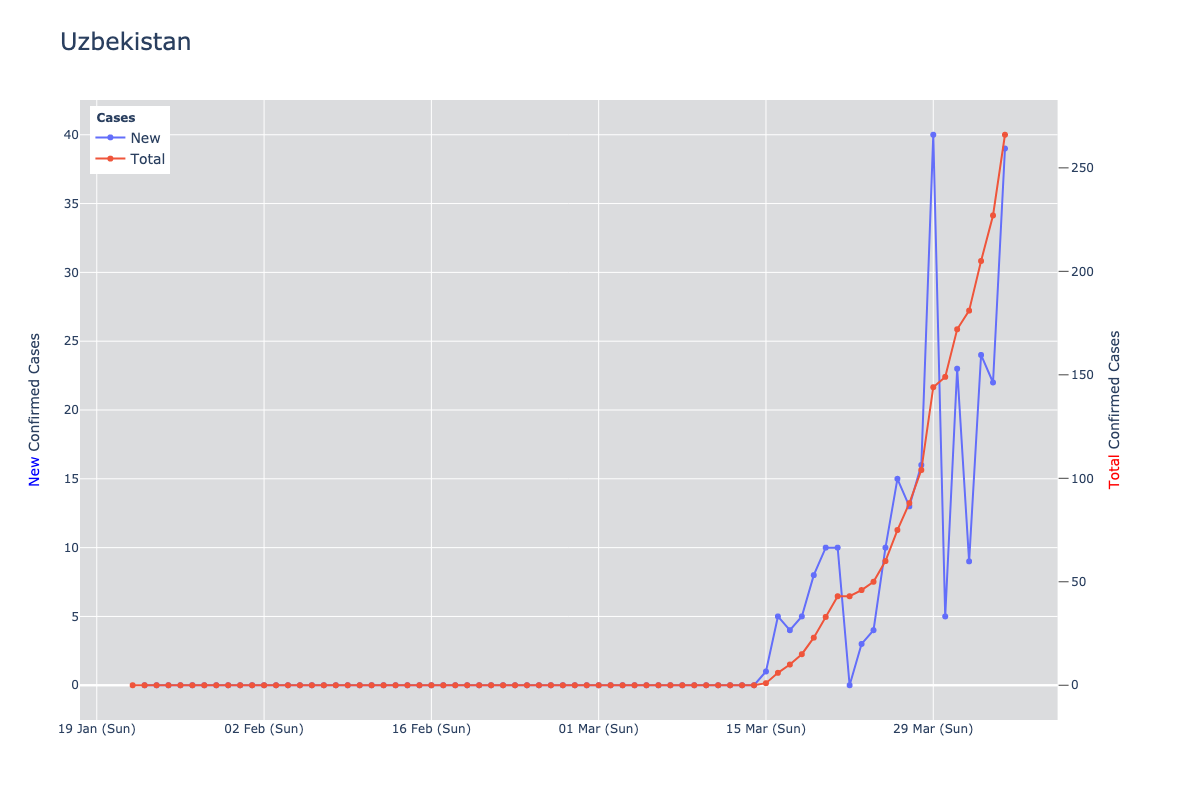 Uzbekistan
Cases
New
Total
40
35
30
25
20
15
10
5
0
New Confirmed Cases
250
200
150
100
50
0
Total Confirmed Cases
19 Jan (Sun)
02 Feb (Sun)
16 Feb (Sun)
01 Mar (Sun)
15 Mar (Sun)
29 Mar (Sun)